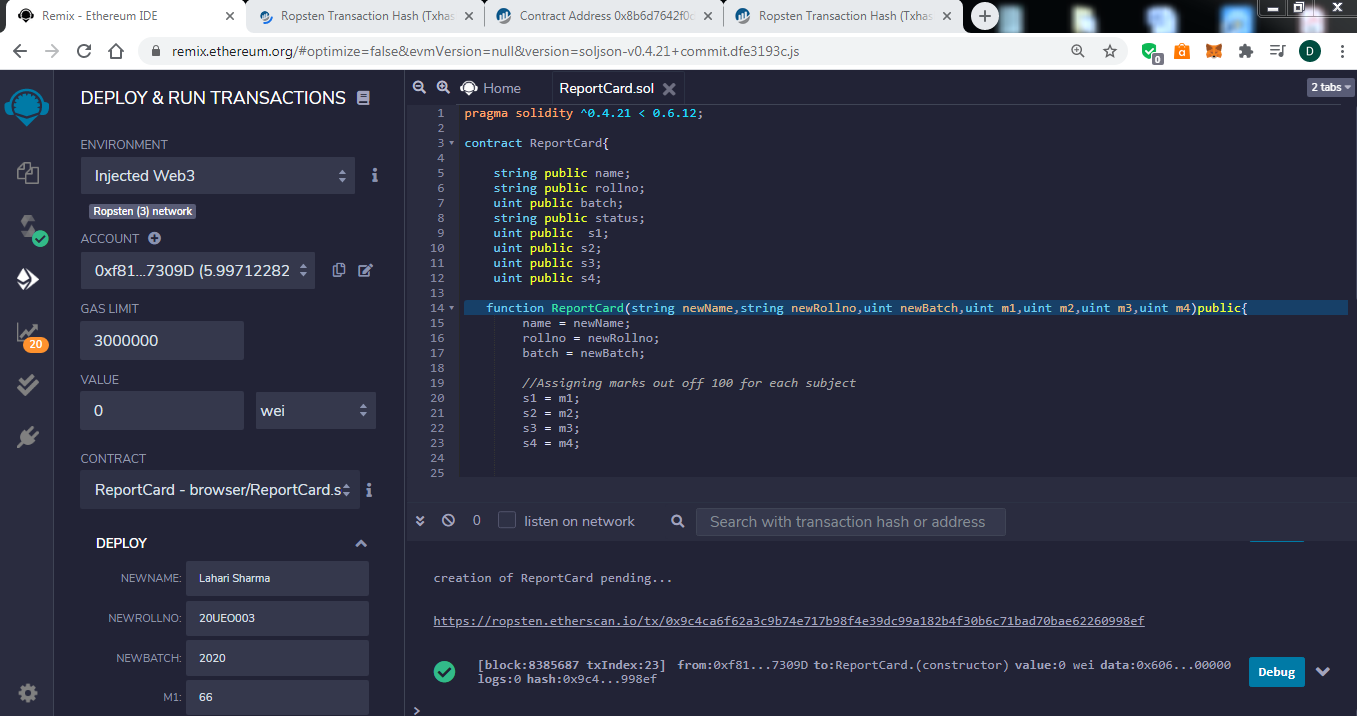 Remix - Ethereum IDE
Ropsten Transaction Hash (Txhas
Contract Address 0x8b6d7642f0c
Ropsten Transaction Hash (Txhas
remix.ethereum.org/#optimize=false&evmVersion=null&version=soljson-v0.4.21+commit.dfe3193c.js
0
a
D
DEPLOY & RUN TRANSACTIONS
ENVIRONMENT
Injected Web3
Ropsten (3) network
ACCOUNT
0xf81...7309D (5.99712282
GAS LIMIT
3000000
20
VALUE
0
wei
CONTRACT
ReportCard - browser/ReportCard.s
DEPLOY
NEWNAME: Lahari Sharma
NEWROLLNO: 20UEO003
NEWBATCH: 2020
M1: 66
Home
ReportCard.sol
2 tabs
1 pragma solidity ^0.4.21 < 0.6.12;
2
3 contract ReportCard{
4
5 string public name;
6 string public rollno;
7 uint public batch;
8 string public status;
9 uint public  s1;
10 uint public s2;
11 uint public s3;
12 uint public s4;
13
14 function ReportCard(string newName,string newRollno,uint newBatch,uint m1,uint m2,uint m3,uint m4)public{
15 name = newName;
16 rollno = newRollno;
17 batch = newBatch;
18
19 //Assigning marks out off 100 for each subject
20 s1 = m1;
21 s2 = m2;
22 s3 = m3;
23 s4 = m4;
24
25
0
listen on network
Search with transaction hash or address
creation of ReportCard pending...
https://ropsten.etherscan.io/tx/0x9c4ca6f62a3c9b74e717b98f4e39dc99a182b4f30b6c71bad70bae62260998ef
[block:8385687 txIndex:23] from:0xf81...7309D to:ReportCard.(constructor) value:0 wei data:0x606...00000
logs:0 hash:0x9c4...998ef
Debug
>